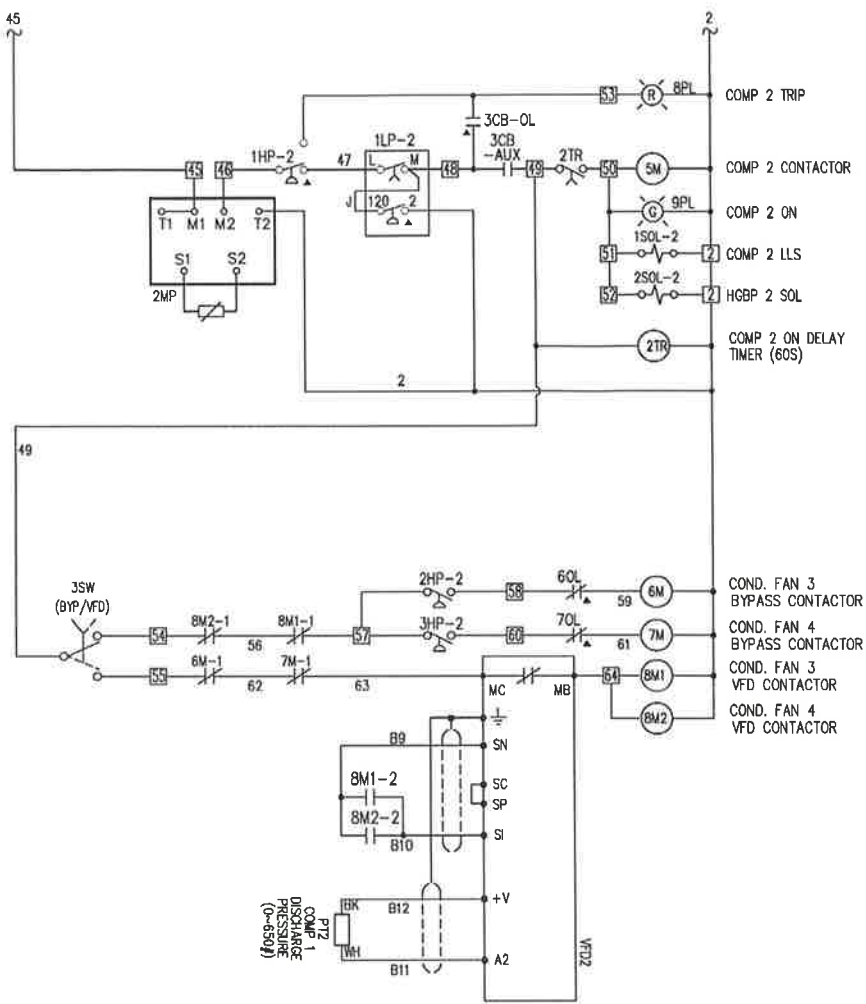 45
2
53
R
8PL
COMP 2 TRIP
3CB-OL
1HP-2
47
1LP-2
L
M
3CB
-AUX
2TR
45
46
48
49
50
5M
COMP 2 CONTACTOR
T1
M1
M2
T2
J
120
2
G
9PL
COMP 2 ON
S1
S2
51
1SOL-2
2
COMP 2 LLS
2MP
52
2SOL-2
2
HGBP 2 SOL
2TR
COMP 2 ON DELAY
TIMER (60S)
2
49
3SW
(BYP/VFD)
2HP-2
58
6OL
59
6M
COND. FAN 3
BYPASS CONTACTOR
54
8M2-1
56
8M1-1
57
3HP-2
60
7OL
61
7M
COND. FAN 4
BYPASS CONTACTOR
55
6M-1
62
7M-1
63
MC
MB
64
8M1
COND. FAN 3
VFD CONTACTOR
8M2
COND. FAN 4
VFD CONTACTOR
B9
SN
8M1-2
SC
SP
8M2-2
B10
SI
BK
B12
+V
PT2
COMP 1
DISCHARGE
PRESSURE
(0~650#)
WH
B11
A2
VFD2